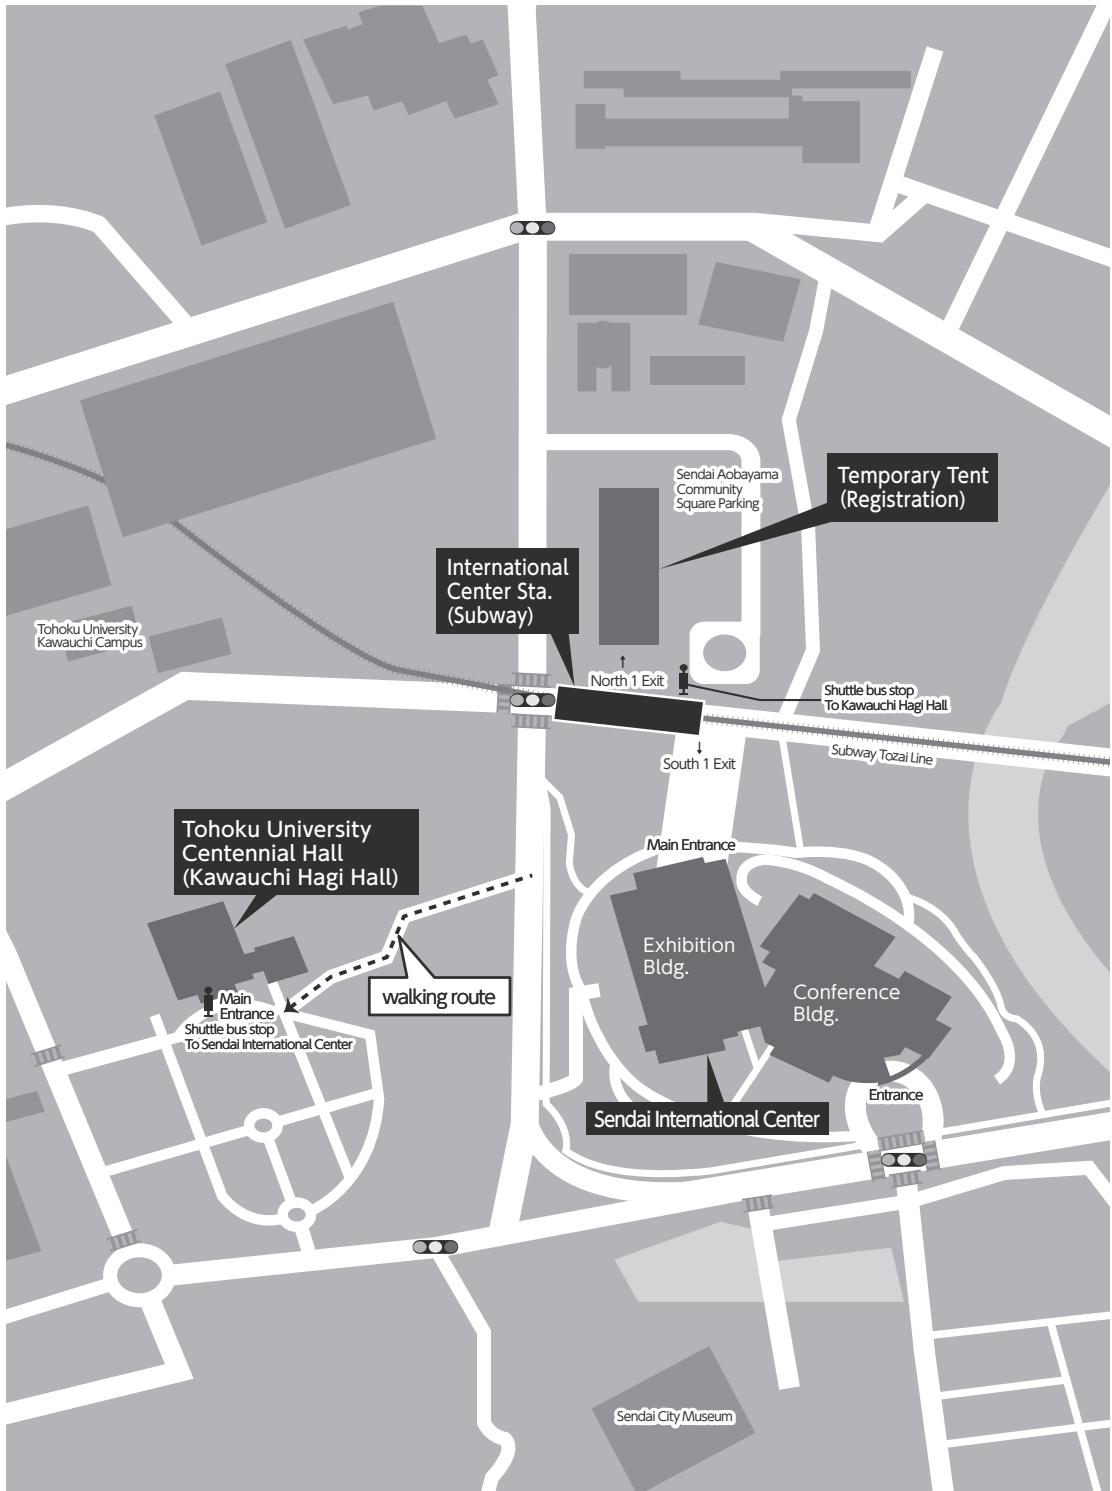 Sendai Aobayama
Community
Square Parking
Temporary Tent
(Registration)
International
Center Sta.
(Subway)
Tohoku University
Kawauchi Campus
North 1 Exit
Shuttle bus stop
To Kawauchi Hagi Hall
Subway Tozai Line
South 1 Exit
Tohoku University
Centennial Hall
(Kawauchi Hagi Hall)
Main Entrance
Exhibition
Bldg.
Conference
Bldg.
walking route
Main
Entrance
Shuttle bus stop
To Sendai International Center
Entrance
Sendai International Center
Sendai City Museum